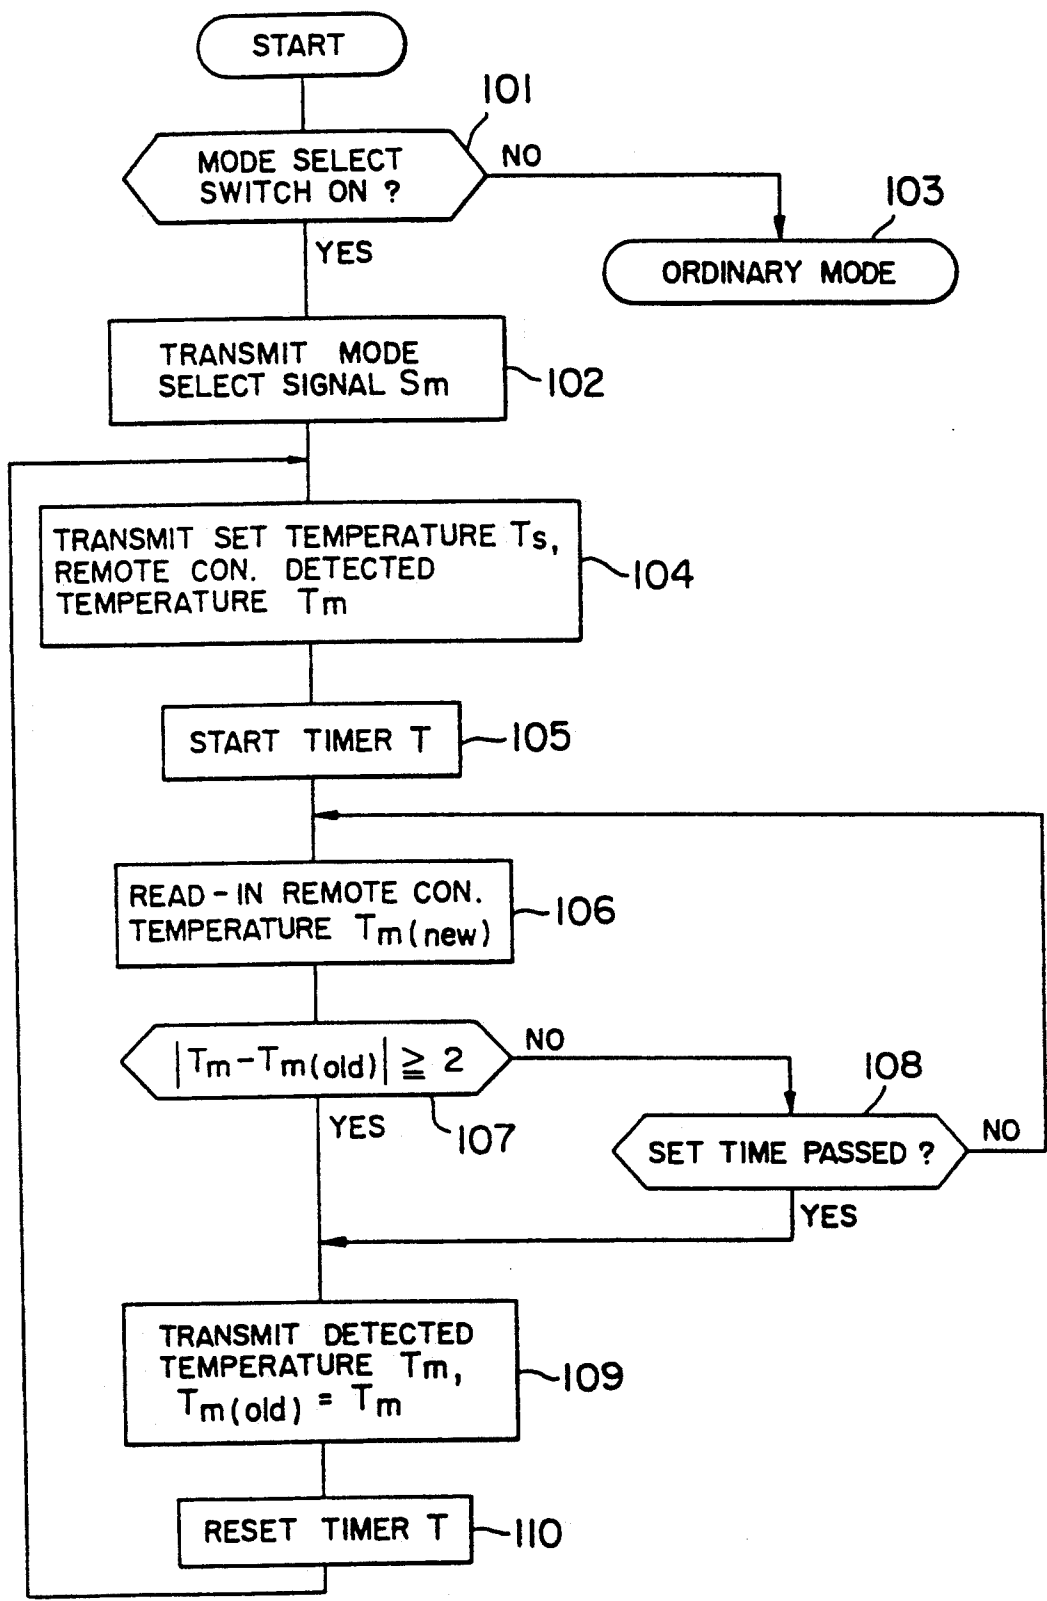 START
101
MODE SELECT
SWITCH ON ?
NO
YES
103
ORDINARY MODE
TRANSMIT MODE
SELECT SIGNAL Sm
102
TRANSMIT SET TEMPERATURE Ts,
REMOTE CON. DETECTED
TEMPERATURE Tm
104
START TIMER T
105
READ-IN REMOTE CON.
TEMPERATURE Tm(new)
106
|Tm-Tm(old)| ≧ 2
NO
YES
107
108
SET TIME PASSED ?
NO
YES
TRANSMIT DETECTED
TEMPERATURE Tm,
Tm(old) = Tm
109
RESET TIMER T
110